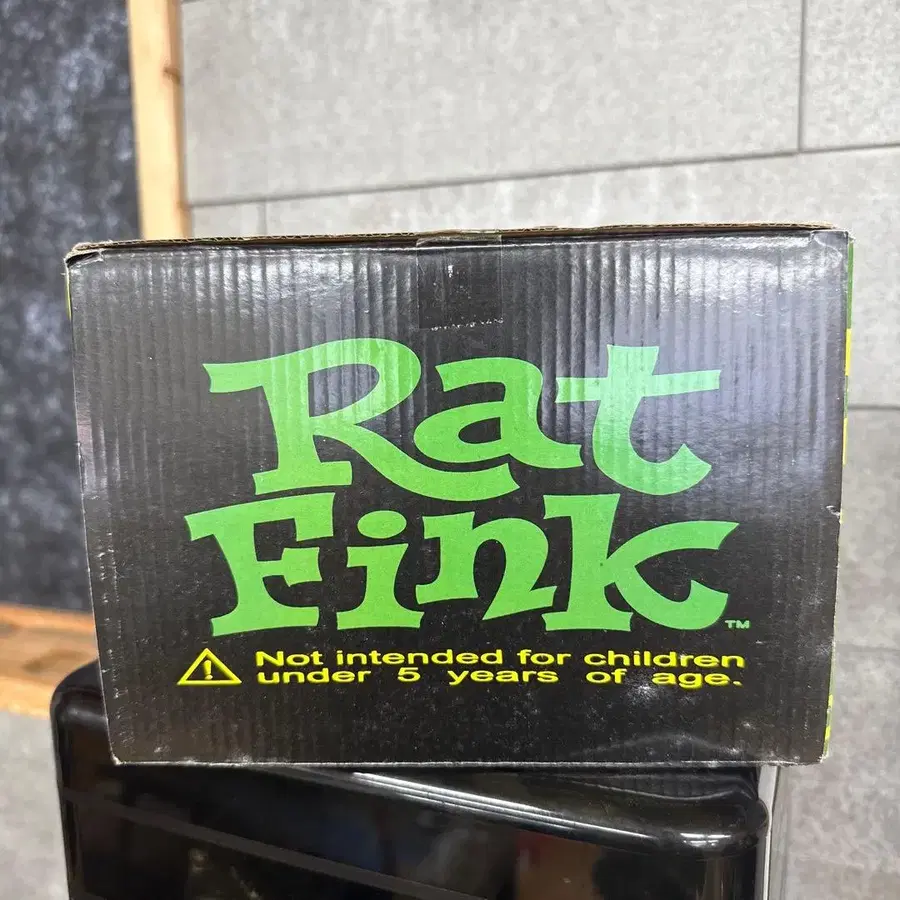 Rat
Fink™
Not intended for children
under 5 years of age.